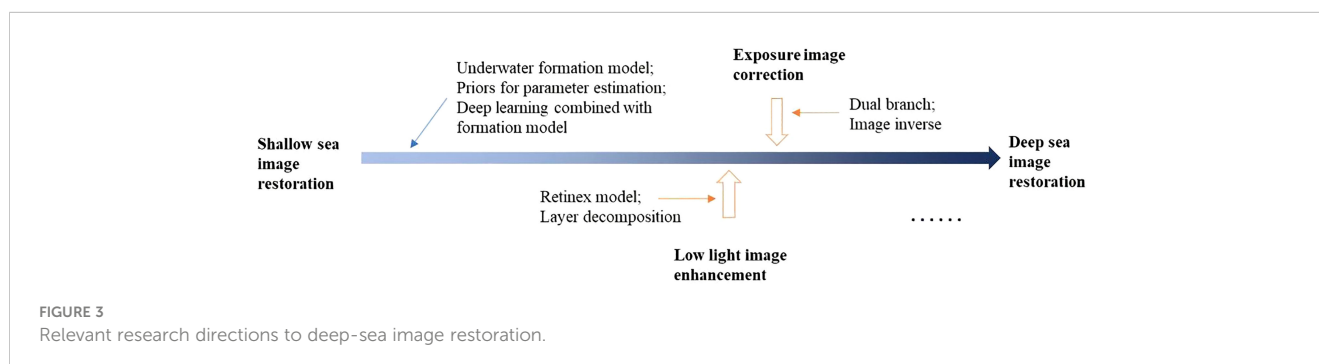 Underwater formation model;
Priors for parameter estimation;
Deep learning combined with
formation model
Exposure image
correction
Dual branch;
Image inverse
Shallow sea
image
restoration
Deep sea
image
restoration
Retinex model;
Layer decomposition
......
Low light image
enhancement
FIGURE 3
Relevant research directions to deep-sea image restoration.